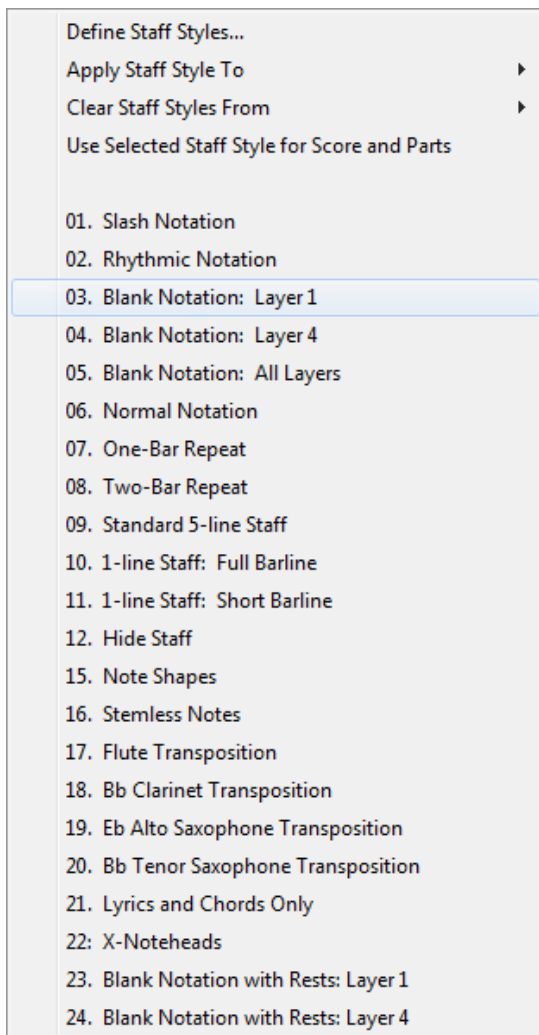 Define Staff Styles...
Apply Staff Style To
Clear Staff Styles From
Use Selected Staff Style for Score and Parts
01. Slash Notation
02. Rhythmic Notation
03. Blank Notation: Layer 1
04. Blank Notation: Layer 4
05. Blank Notation: All Layers
06. Normal Notation
07. One-Bar Repeat
08. Two-Bar Repeat
09. Standard 5-line Staff
10. 1-line Staff: Full Barline
11. 1-line Staff: Short Barline
12. Hide Staff
15. Note Shapes
16. Stemless Notes
17. Flute Transposition
18. Bb Clarinet Transposition
19. Eb Alto Saxophone Transposition
20. Bb Tenor Saxophone Transposition
21. Lyrics and Chords Only
22: X-Noteheads
23. Blank Notation with Rests: Layer 1
24. Blank Notation with Rests: Layer 4